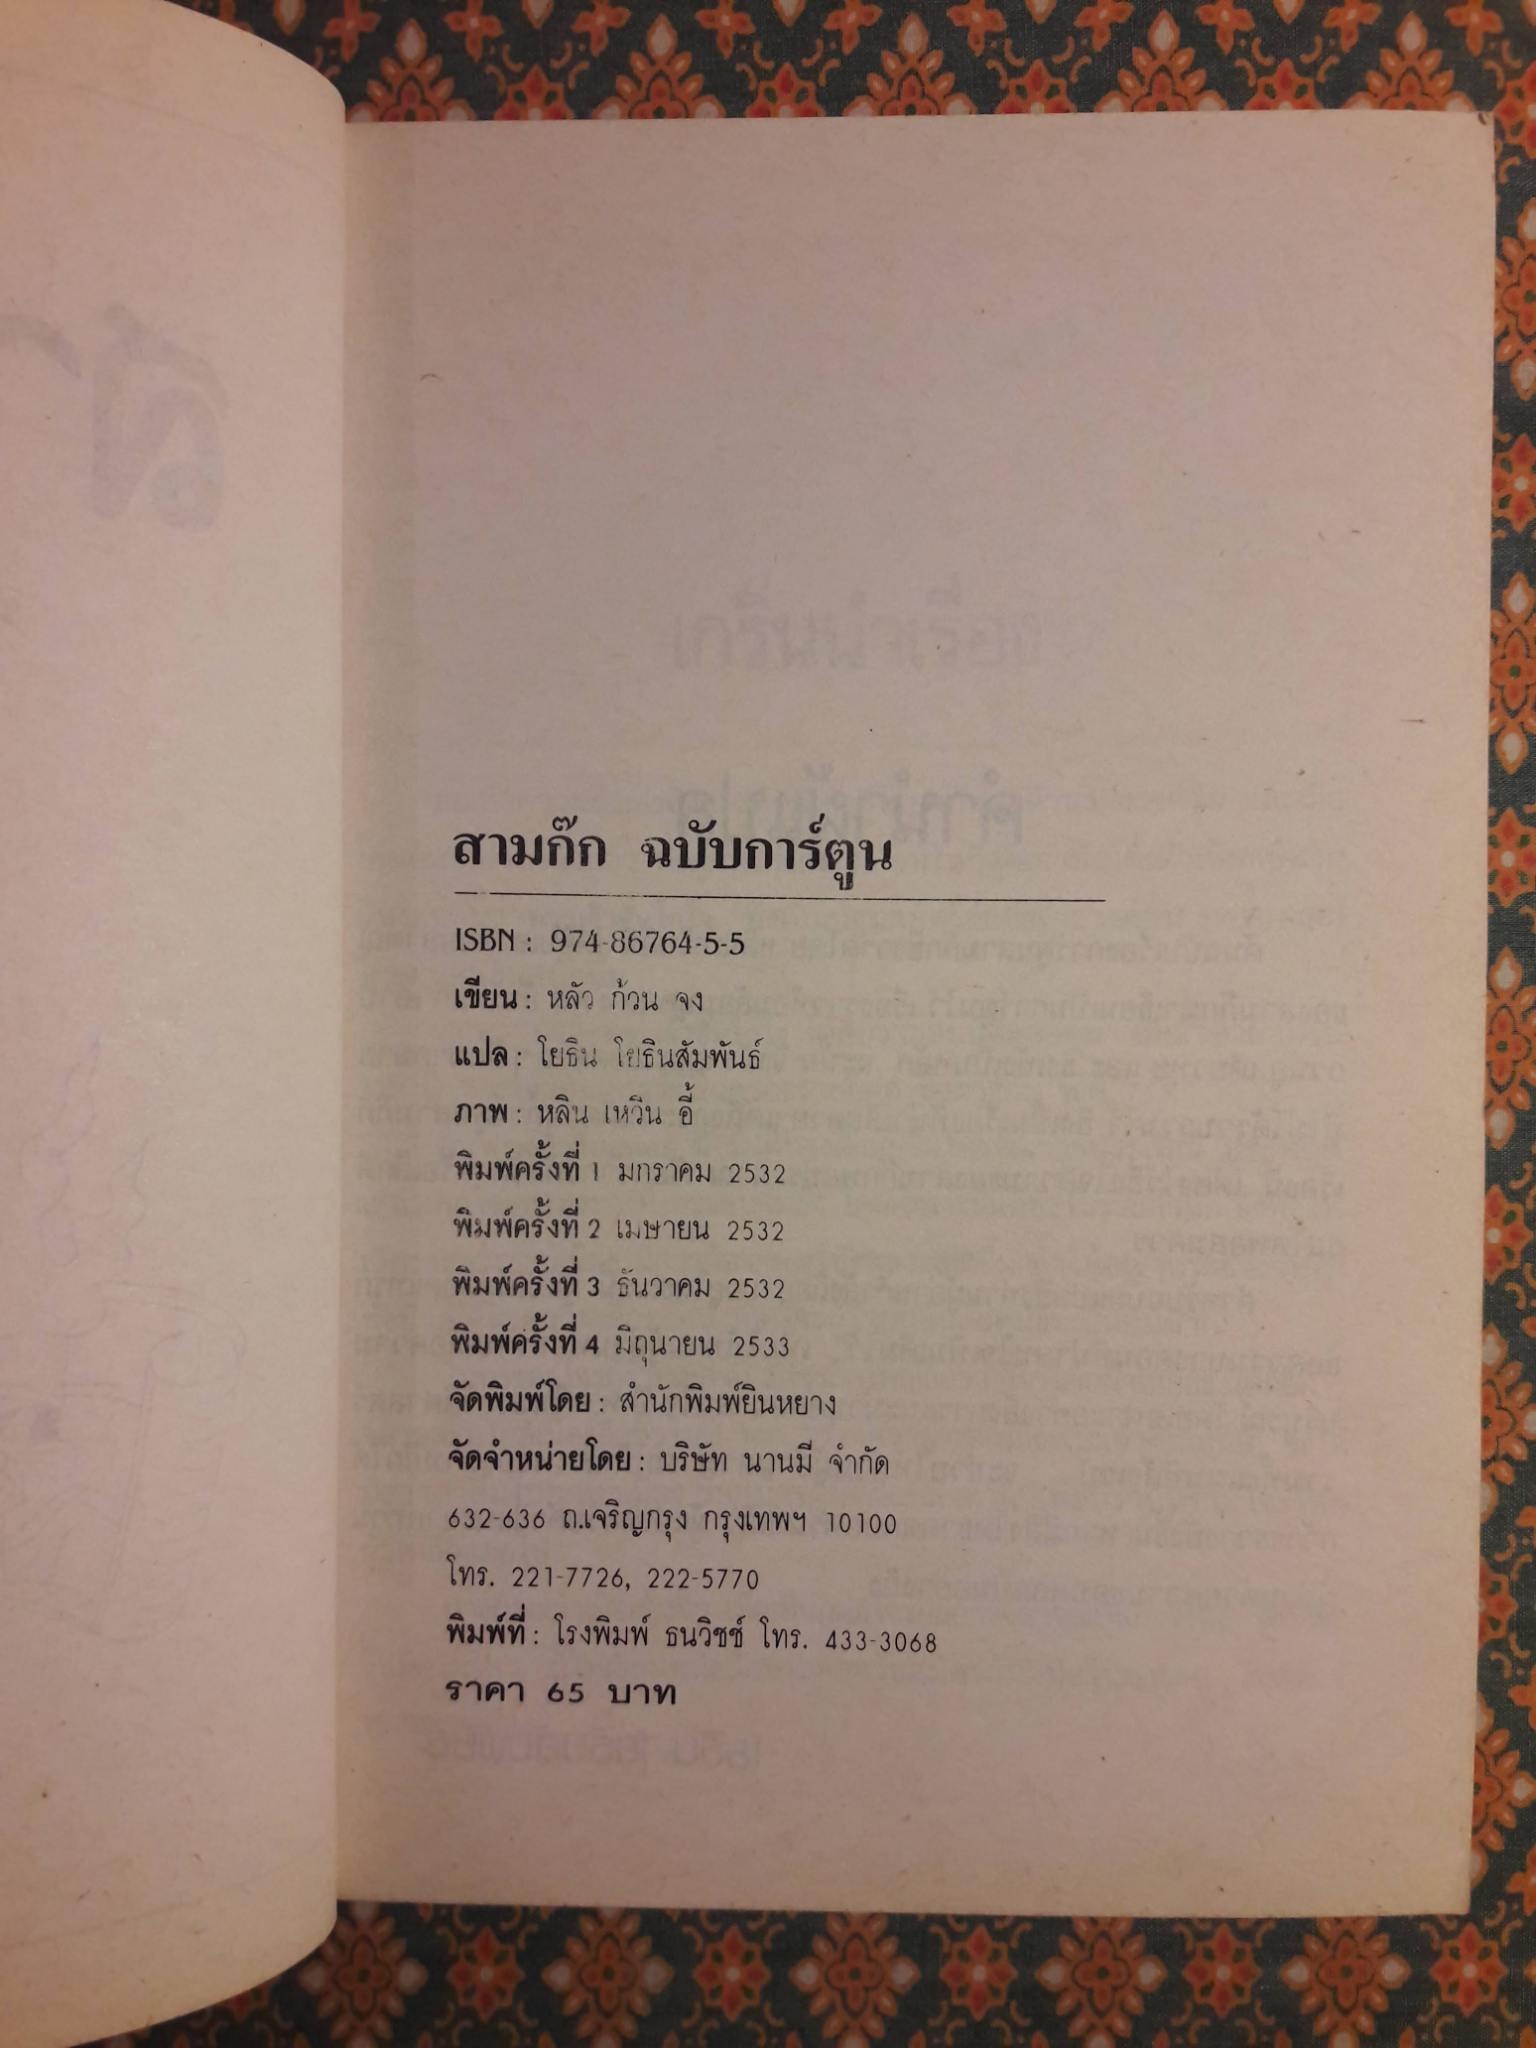 สามก๊ก ฉบับการ์ตูน
ISBN : 974-86764-5-5
เขียน : หลัว ก้วน จง
แปล : โยธิน โยธินสัมพันธ์
ภาพ : หลิน เหวิน อี้
พิมพ์ครั้งที่ 1 มกราคม 2532
พิมพ์ครั้งที่ 2 เมษายน 2532
พิมพ์ครั้งที่ 3 ธันวาคม 2532
พิมพ์ครั้งที่ 4 มิถุนายน 2533
จัดพิมพ์โดย : สำนักพิมพ์ยินหยาง
จัดจำหน่ายโดย : บริษัท นานมี จำกัด
632-636 ถ.เจริญกรุง กรุงเทพฯ 10100
โทร. 221-7726, 222-5770
พิมพ์ที่ : โรงพิมพ์ ธนวิชช์ โทร. 433-3068
ราคา 65 บาท